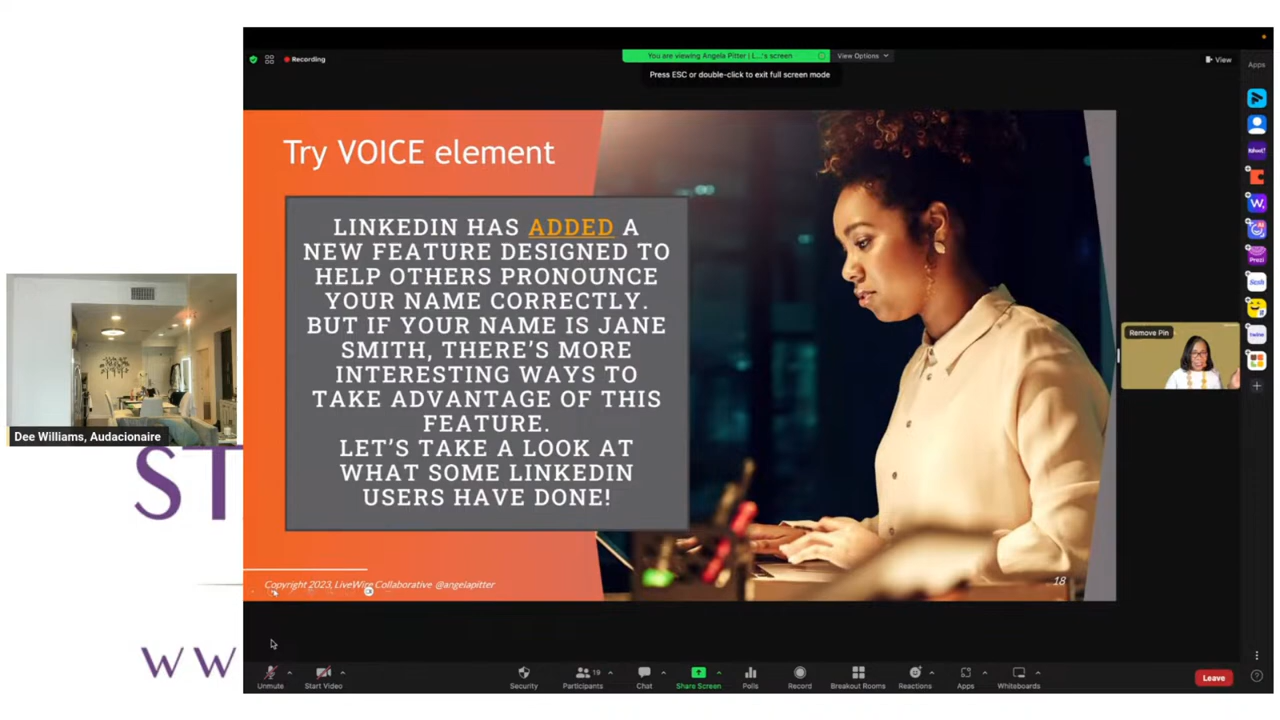 Recording
You are viewing Angela Pitter | L...'s screen
View Options
View
Apps
Press ESC or double-click to exit full screen mode
Try VOICE element
LINKEDIN HAS ADDED A
NEW FEATURE DESIGNED TO
HELP OTHERS PRONOUNCE
YOUR NAME CORRECTLY.
BUT IF YOUR NAME IS JANE
SMITH, THERE'S MORE
INTERESTING WAYS TO
TAKE ADVANTAGE OF THIS
FEATURE.
LET'S TAKE A LOOK AT
WHAT SOME LINKEDIN
USERS HAVE DONE!
Remove Pin
Dee Williams, Audacionaire
ST
Copyright 2023, LiveWire Collaborative @angelapitter
18
WW
Unmute
Start Video
Security
19
Participants
Chat
Share Screen
Polls
Record
Breakout Rooms
Reactions
Apps
Whiteboards
Leave
Prezi
twine